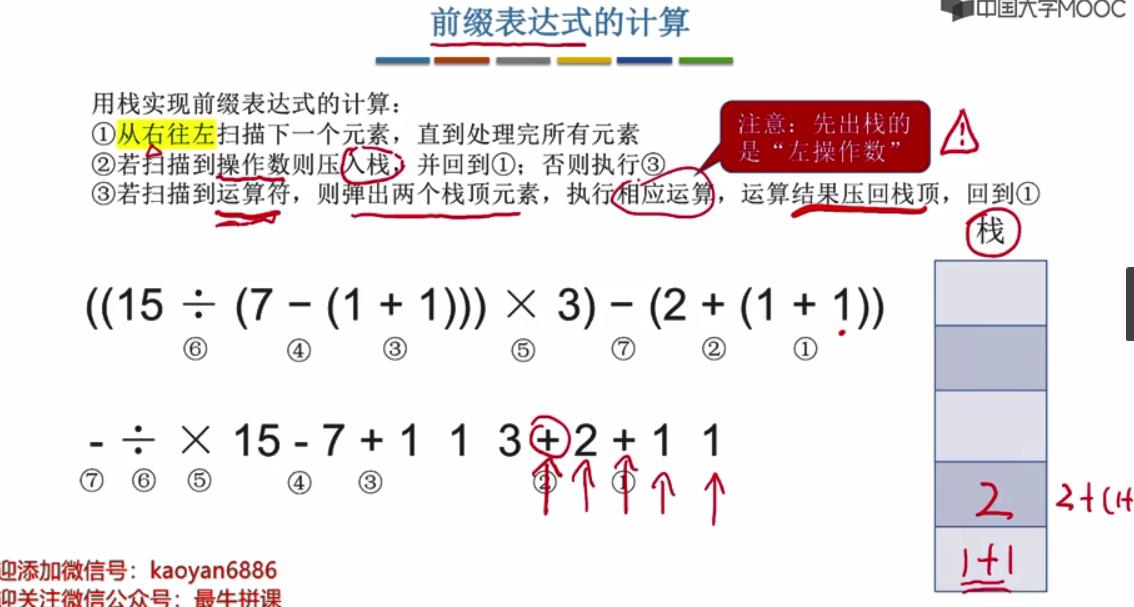 前缀表达式的计算
中国大学MOOC
用栈实现前缀表达式的计算：
①从右往左扫描下一个元素，直到处理完所有元素
②若扫描到操作数则压入栈，并回到①；否则执行③
③若扫描到运算符，则弹出两个栈顶元素，执行相应运算，运算结果压回栈顶，回到①
注意：先出栈的
是“左操作数”
栈
((15 ÷ (7 − (1 + 1))) × 3) − (2 + (1 + 1))
⑥ ④ ③ ⑤ ⑦ ② ①
- ÷ × 15 - 7 + 1 1 3 + 2 + 1 1
⑦ ⑥ ⑤ ④ ③ ② ①
2
2+(1+
1+1
迎添加微信号：kaoyan6886
迎关注微信公众号：最牛拼课